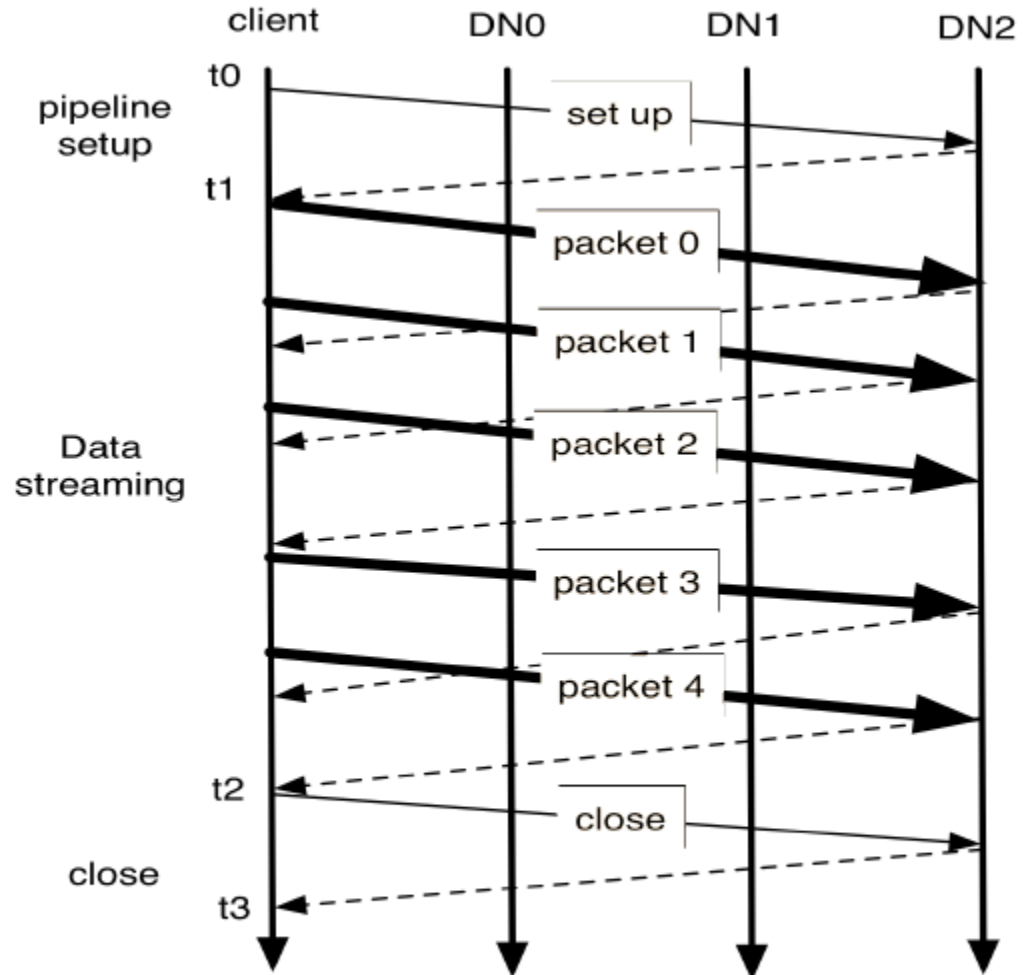 client DN0 DN1 DN2
t0
pipeline
setup
set up
t1
packet 0
packet 1
Data
streaming
packet 2
packet 3
packet 4
t2
close
close
t3